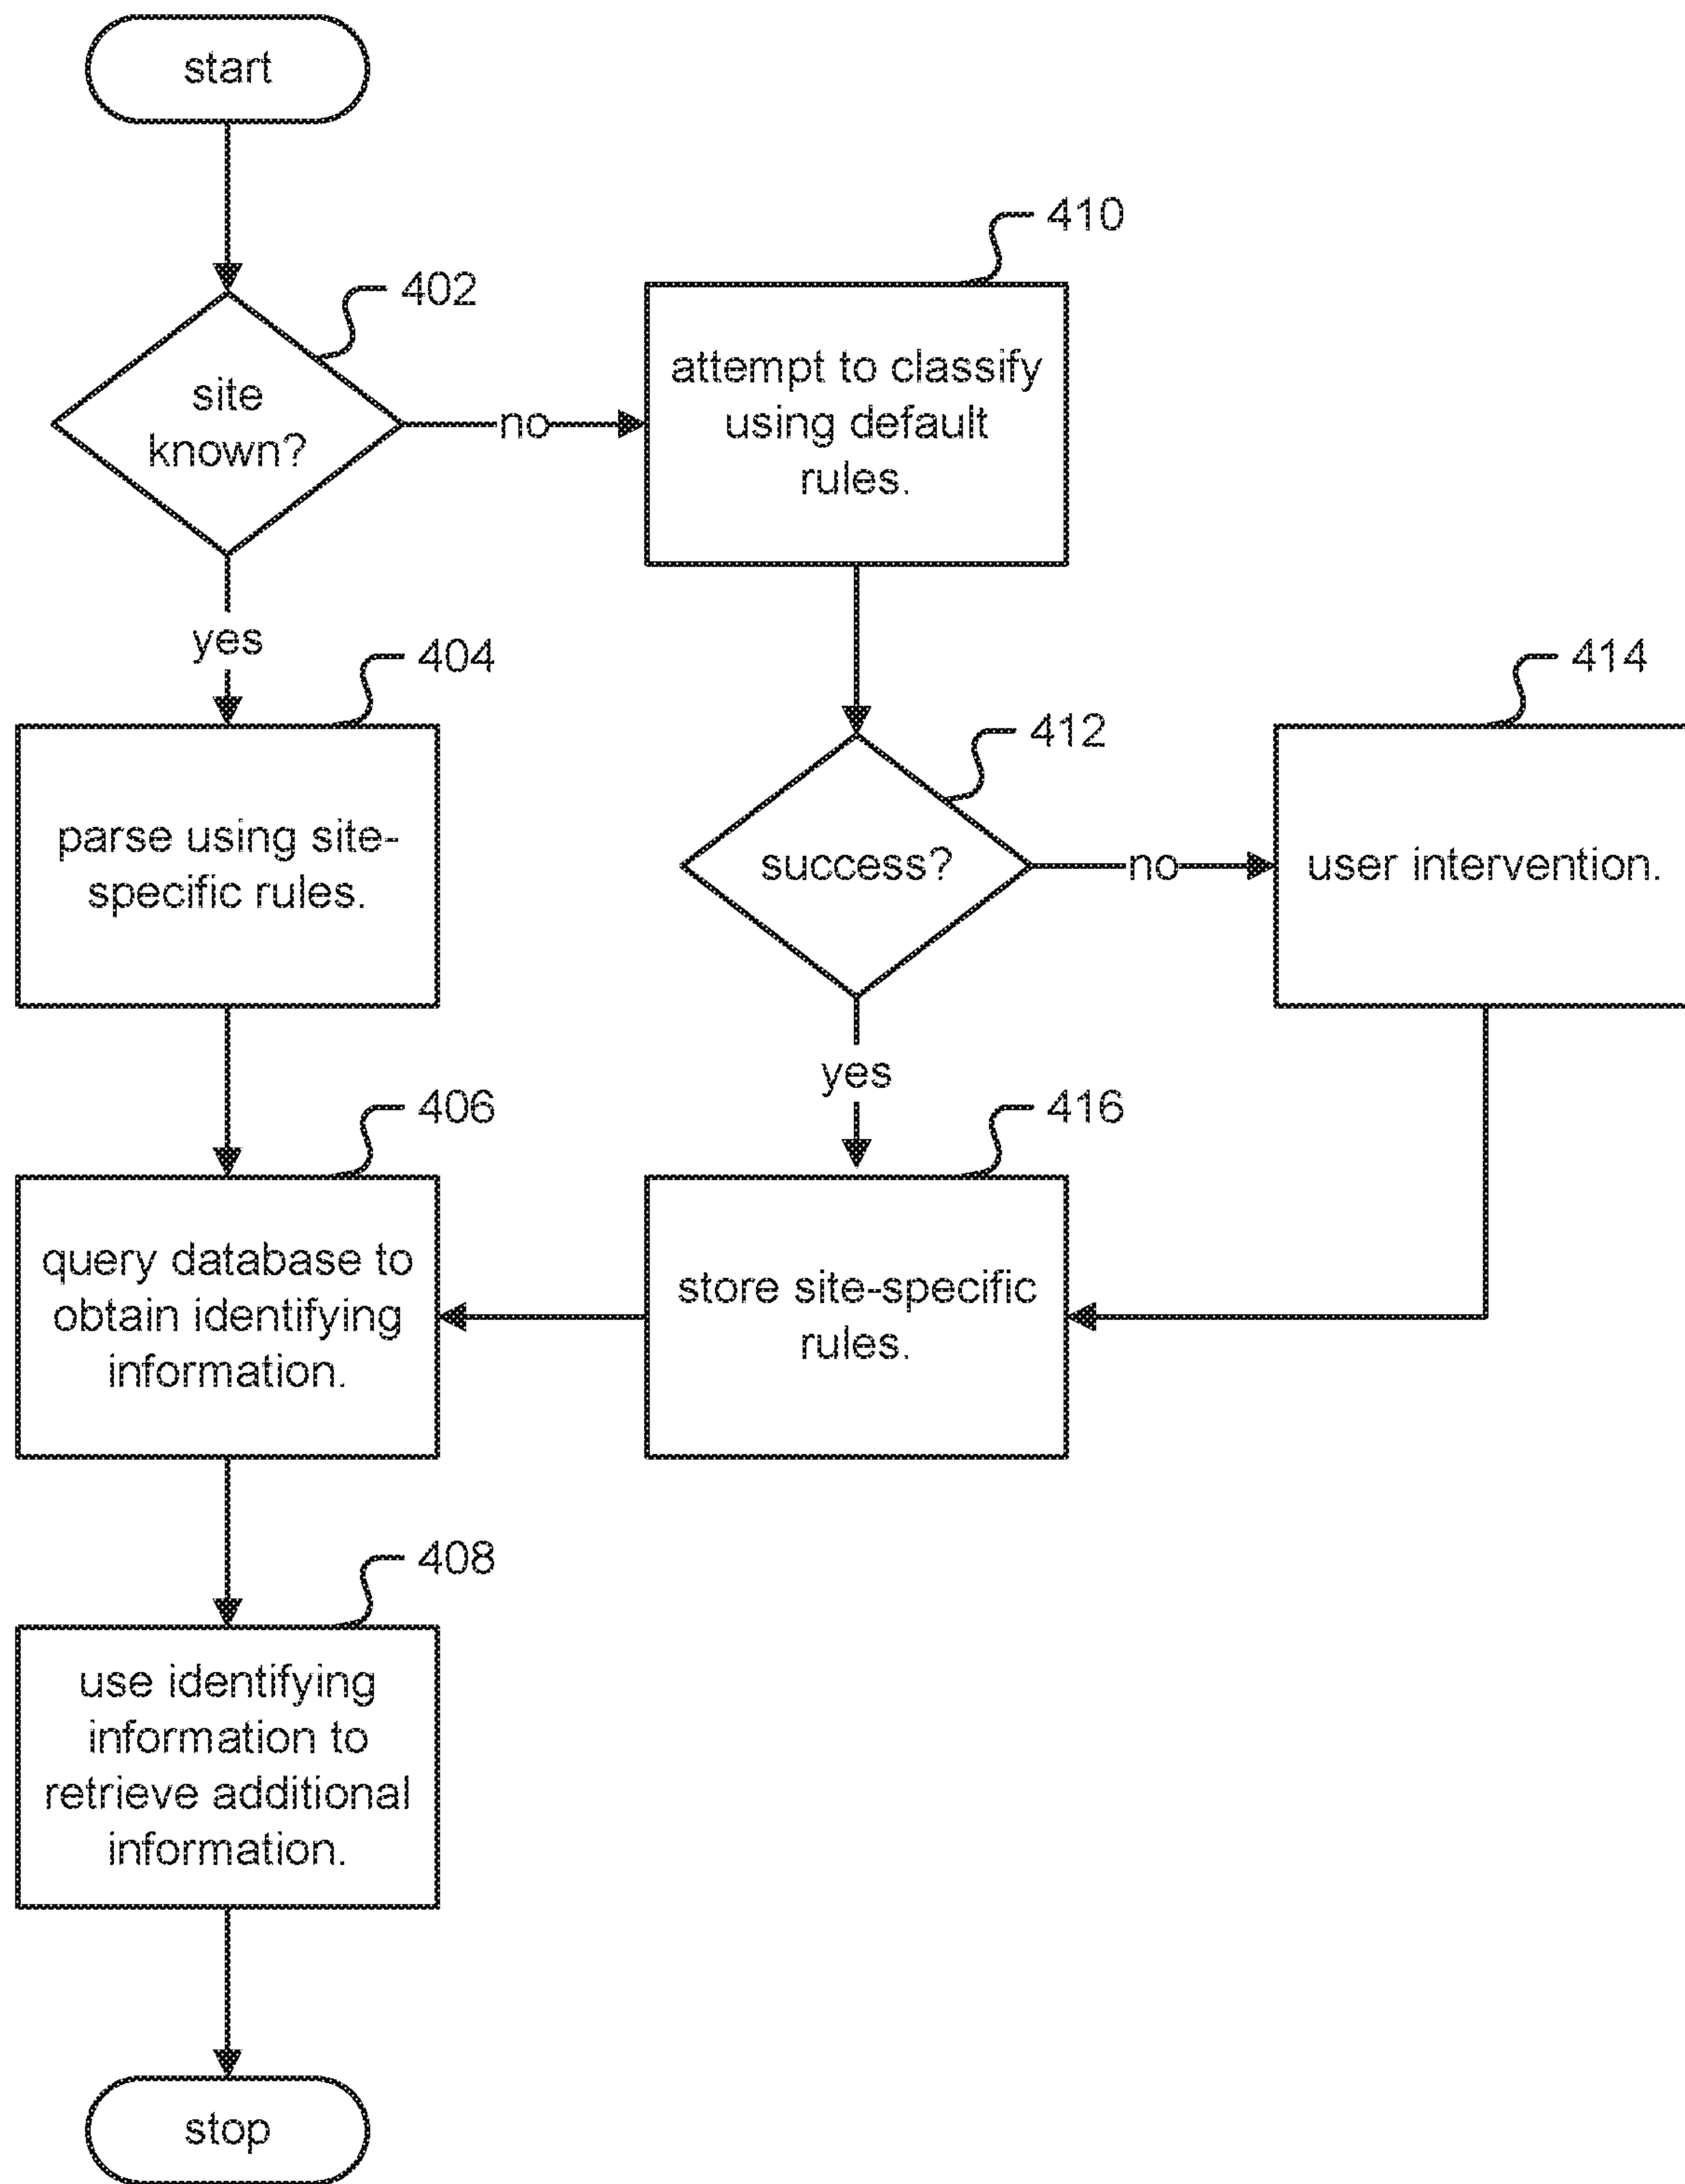 start
402
site
known?
no
410
attempt to classify
using default
rules.
yes
404
parse using site-
specific rules.
412
success?
no
414
user intervention.
yes
406
query database to
obtain identifying
information.
416
store site-specific
rules.
408
use identifying
information to
retrieve additional
information.
stop